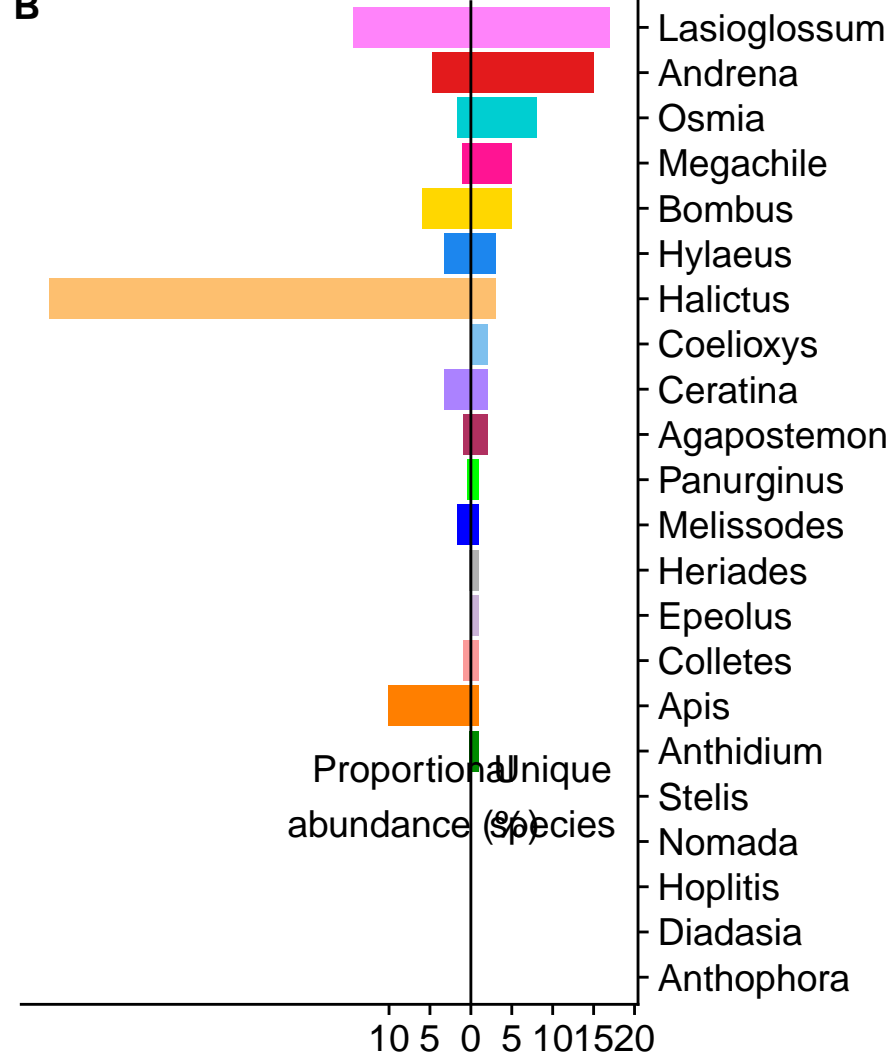 B
Lasioglossum
Andrena
Osmia
Megachile
Bombus
Hylaeus
Halictus
Coelioxys
Ceratina
Agapostemon
Panurginus
Melissodes
Heriades
Epeolus
Colletes
Apis
Anthidium
Proportional Unique
Stelis
abundance (%) species
Nomada
Hoplitis
Diadasia
Anthophora
10 5 0 5 10 15 20